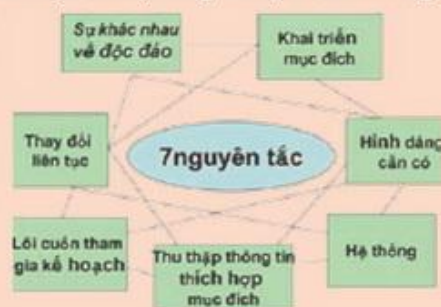 Sự khác nhau
về độc đáo
Khai triển
mục đích
Thay đổi
liên tục
7nguyên tắc
Hình dáng
cần có
Lôi cuốn tham
gia kế hoạch
Thu thập thông tin
thích hợp
mục đích
Hệ thống